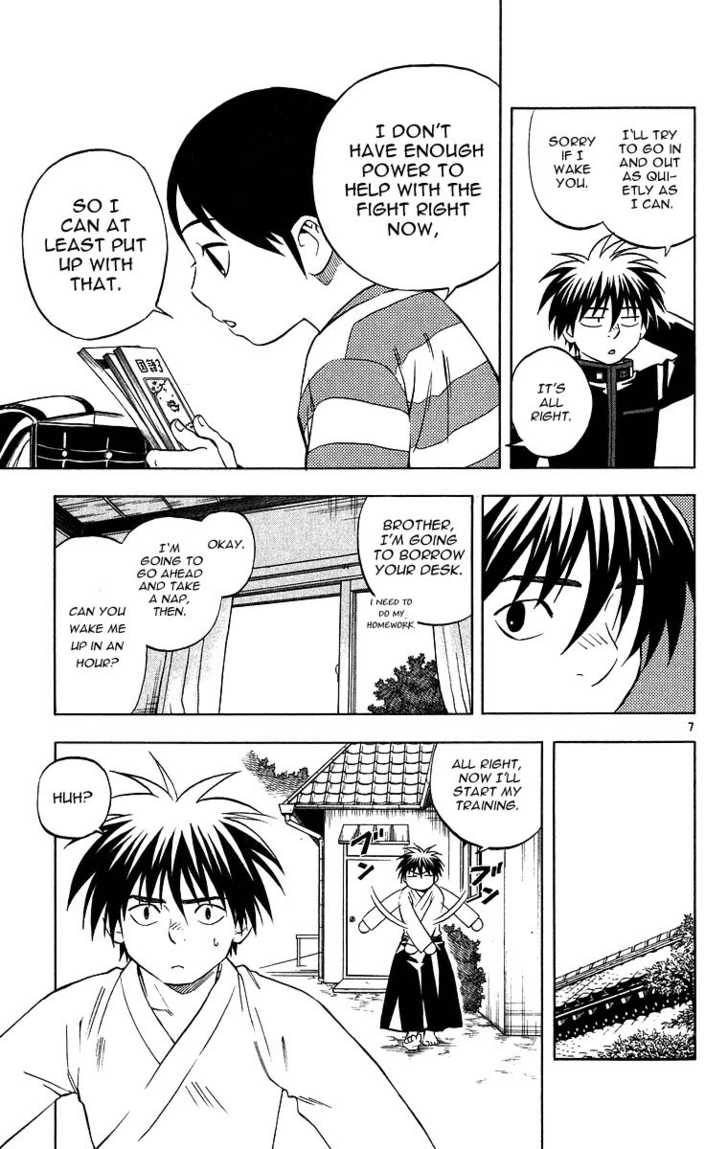 I'LL TRY
TO GO IN
AND OUT
AS QUI-
ETLY AS
I CAN.
SORRY
IF I
WAKE
YOU.
IT'S
ALL
RIGHT.
I DON'T
HAVE ENOUGH
POWER TO
HELP WITH THE
FIGHT RIGHT
NOW,
SO I
CAN AT
LEAST PUT
UP WITH
THAT.
BROTHER,
I'M GOING
TO BORROW
YOUR DESK.
I NEED TO
DO MY
HOMEWORK
OKAY.
I'M
GOING TO
GO AHEAD
AND TAKE
A NAP,
THEN.
CAN YOU
WAKE ME
UP IN AN
HOUR?
7
ALL RIGHT,
NOW I'LL
START MY
TRAINING.
ブン
ブン
HUH?